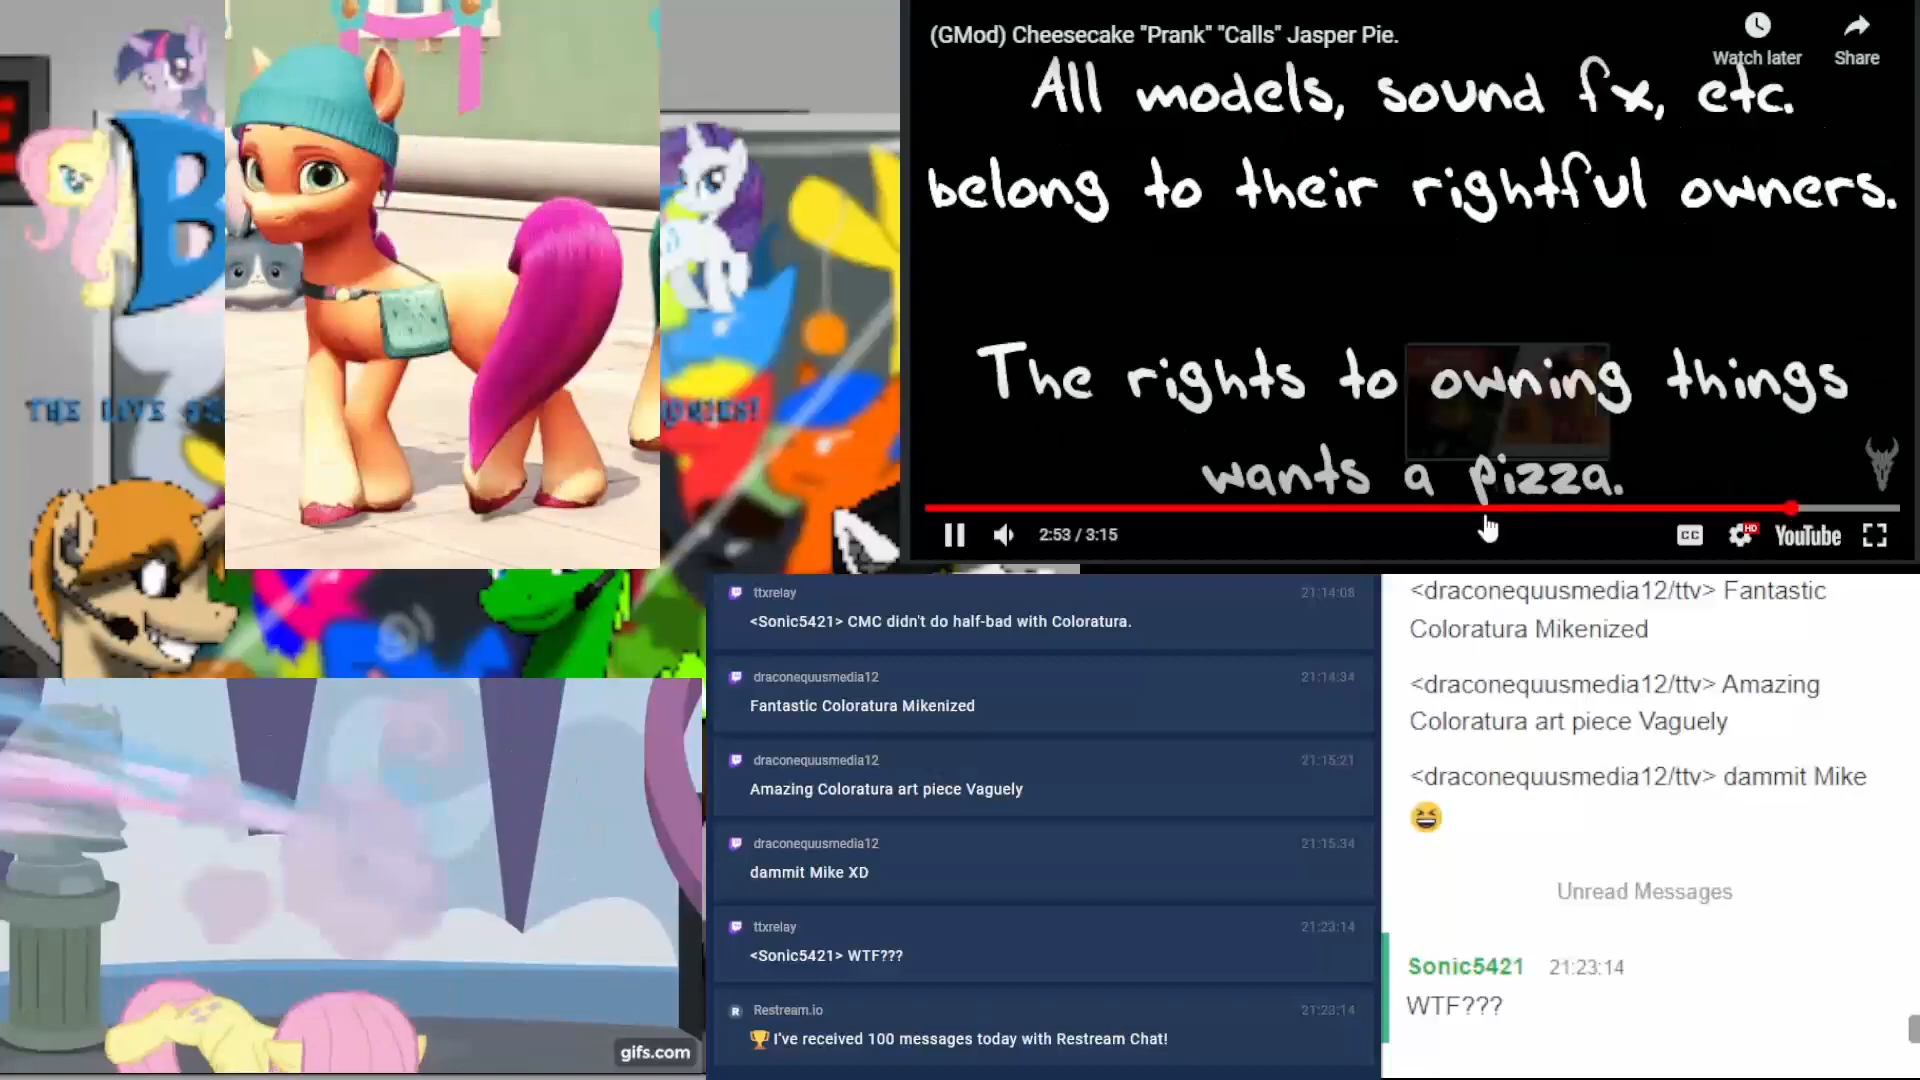 B
THE LIVE
(GMod) Cheesecake "Prank" "Calls" Jasper Pie.
Watch later
Share
All models, sound fx, etc.
belong to their rightful owners.
The rights to owning things
wants a pizza.
2:53 / 3:15
CC
HD
YouTube
ttxrelay
21:14:08
<Sonic5421> CMC didn't do half-bad with Coloratura.
draconequusmedia12
21:14:34
Fantastic Coloratura Mikenized
draconequusmedia12
21:15:21
Amazing Coloratura art piece Vaguely
draconequusmedia12
21:15:34
dammit Mike XD
ttxrelay
21:23:14
<Sonic5421> WTF???
R Restream.io
21:23:14
🏆 I've received 100 messages today with Restream Chat!
<draconequusmedia12/ttv> Fantastic
Coloratura Mikenized
<draconequusmedia12/ttv> Amazing
Coloratura art piece Vaguely
<draconequusmedia12/ttv> dammit Mike
😆
Unread Messages
Sonic5421 21:23:14
WTF???
gifs.com